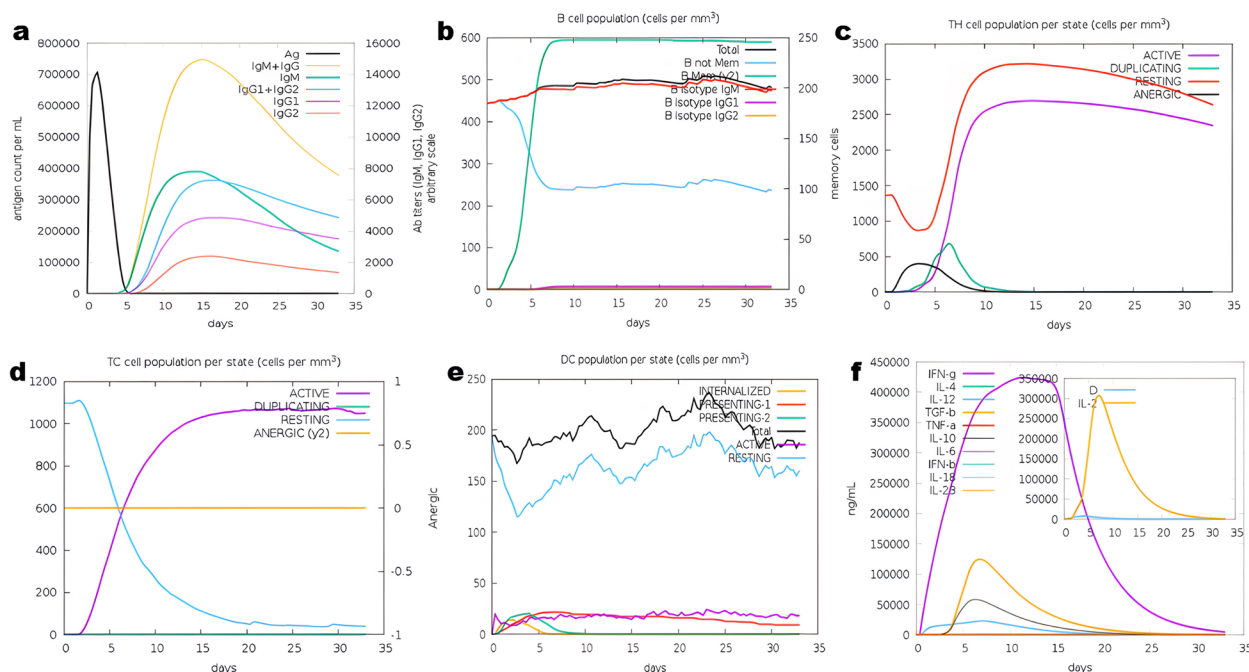 a
800000
700000
600000
500000
400000
300000
200000
100000
0
antigen count per mL
16000
14000
12000
10000
8000
6000
4000
2000
0
Ab titers (IgM, IgG1, IgG2)
arbitrary scale
Ag
IgM+IgG
IgM
IgG1+IgG2
IgG1
IgG2
0 5 10 15 20 25 30 35
days
b
B cell population (cells per mm³)
600
500
400
300
200
100
0
250
200
150
100
50
0
memory cells
Total
B not Mem
B Mem (y2)
B isotype IgM
B isotype IgG1
B isotype IgG2
0 5 10 15 20 25 30 35
days
c
TH cell population per state (cells per mm³)
3500
3000
2500
2000
1500
1000
500
0
ACTIVE
DUPLICATING
RESTING
ANERGIC
0 5 10 15 20 25 30 35
days
d
TC cell population per state (cells per mm³)
1200
1000
800
600
400
200
0
1
0.5
0
-0.5
-1
Anergic
ACTIVE
DUPLICATING
RESTING
ANERGIC (y2)
0 5 10 15 20 25 30 35
days
e
DC population per state (cells per mm³)
250
200
150
100
50
0
INTERNALIZED
PRESENTING-1
PRESENTING-2
Total
ACTIVE
RESTING
0 5 10 15 20 25 30 35
days
f
450000
400000
350000
300000
250000
200000
150000
100000
50000
0
ng/mL
IFN-g
IL-4
IL-12
TGF-b
TNF-a
IL-10
IL-6
IFN-b
IL-18
IL-23
350000
300000
250000
200000
150000
100000
50000
0
D
IL-2
0 5 10 15 20 25 30 35
0 5 10 15 20 25 30 35
days